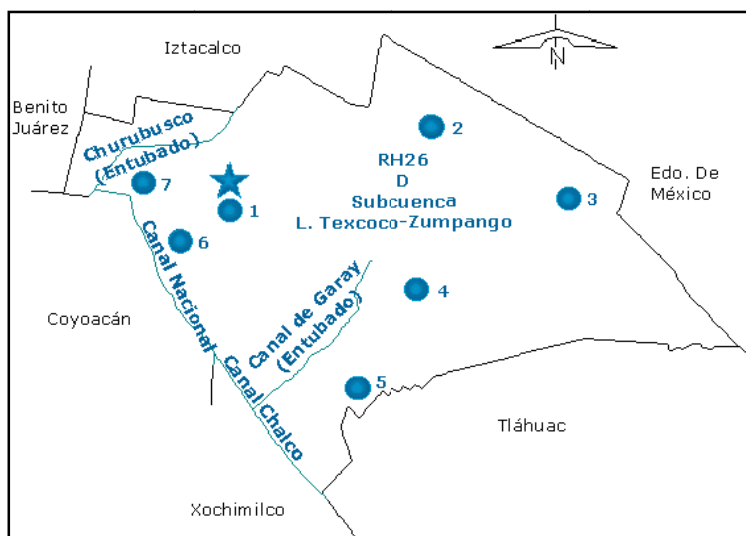 Iztacalco
N
Benito
Juárez
Churubusco
(Entubado)
2
RH26
D
Subcuenca
L. Texcoco-Zumpango
Edo. De
México
7
1
3
6
Canal Nacional
Coyoacán
Canal de Garay
(Entubado)
4
Canal Chalco
5
Tláhuac
Xochimilco